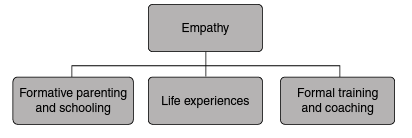 Empathy
Formative parenting
and schooling
Life experiences
Formal training
and coaching